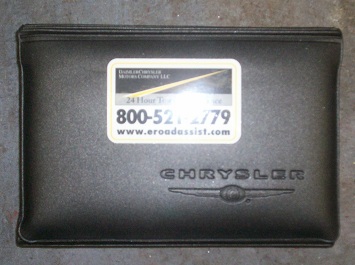 DAIMLERCHRYSLER
MOTORS COMPANY LLC
24 Hour
800-521-2779
www.eroadassist.com
CHRYSLER